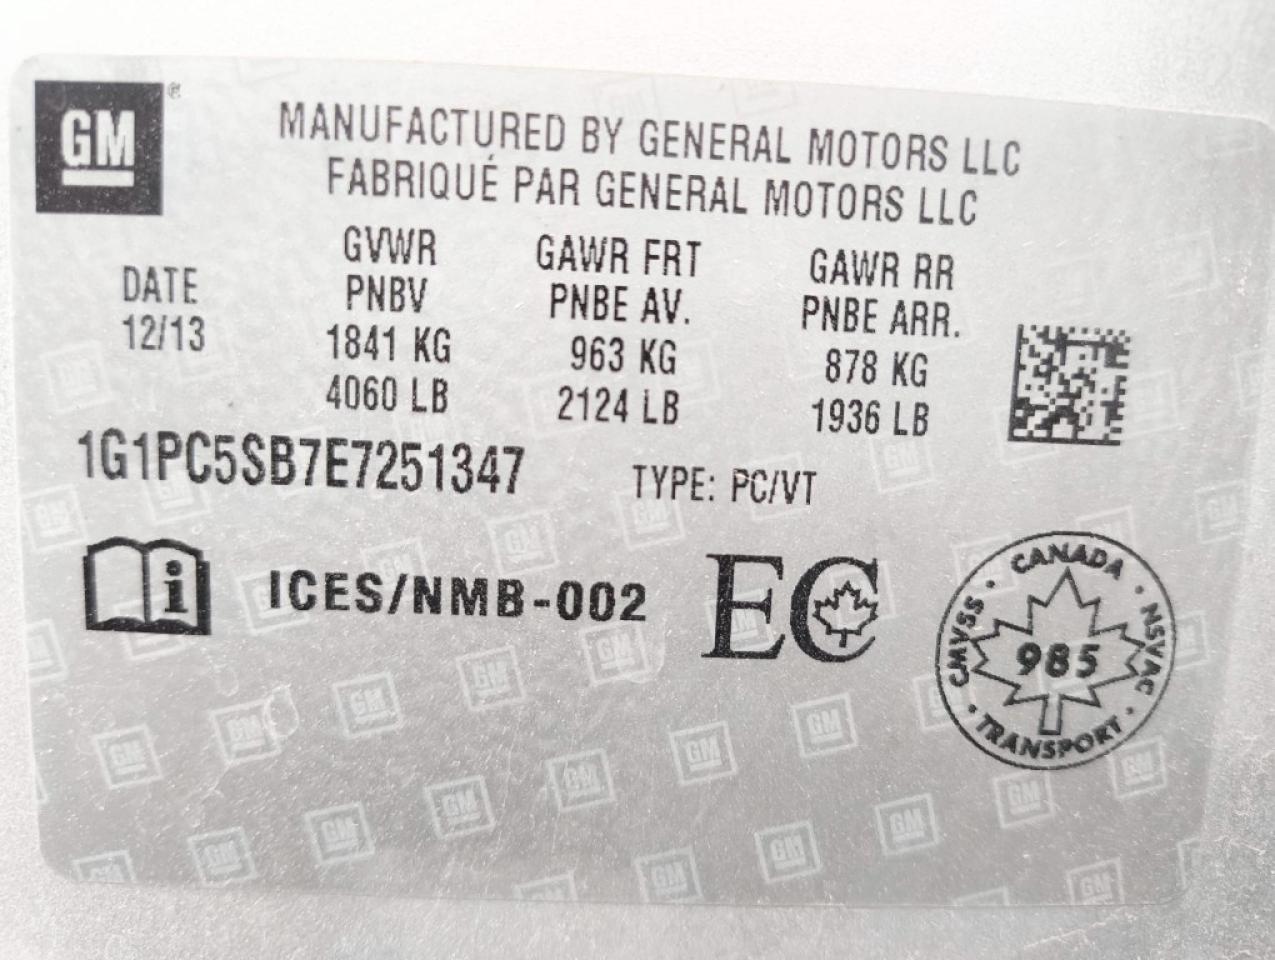 GM®
MANUFACTURED BY GENERAL MOTORS LLC
FABRIQUÉ PAR GENERAL MOTORS LLC
DATE
12/13
GVWR
PNBV
1841 KG
4060 LB
GAWR FRT
PNBE AV.
963 KG
2124 LB
GAWR RR
PNBE ARR.
878 KG
1936 LB
1G1PC5SB7E7251347
TYPE: PC/VT
i
ICES/NMB-002
EC
CANADA
CMVSS
985
NSVAC
TRANSPORT